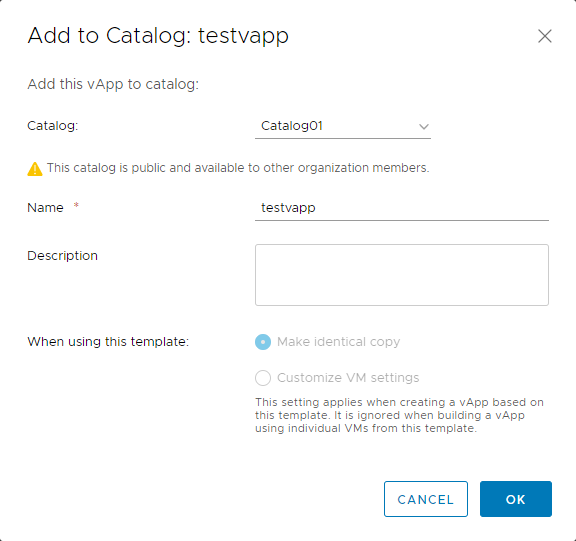 Add to Catalog: testvapp
Add this vApp to catalog:
Catalog: Catalog01
This catalog is public and available to other organization members.
Name * testvapp
Description
When using this template: Make identical copy
Customize VM settings
This setting applies when creating a vApp based on
this template. It is ignored when building a vApp
using individual VMs from this template.
CANCEL OK